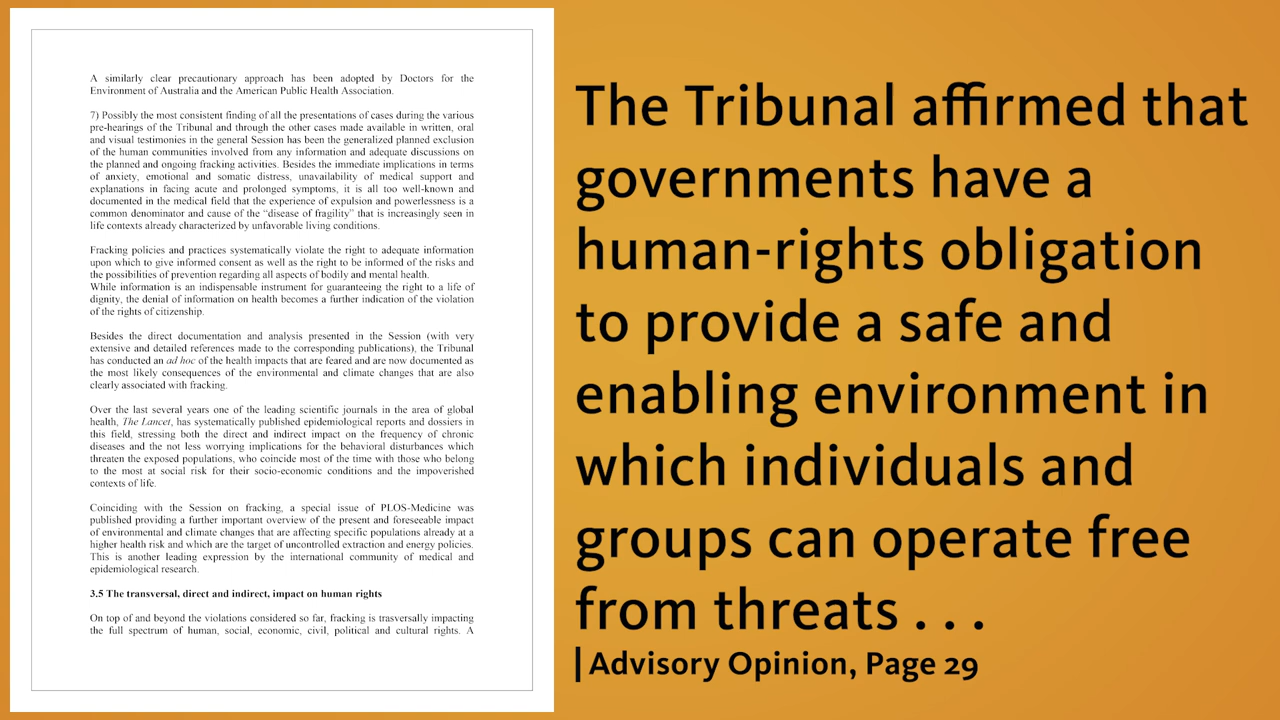 A similarly clear precautionary approach has been adopted by Doctors for the
Environment of Australia and the American Public Health Association.
7) Possibly the most consistent finding of all the presentations of cases during the various
pre-hearings of the Tribunal and through the other cases made available in written, oral
and visual testimonies in the general Session has been the generalized planned exclusion
of the human communities involved from any information and adequate discussions on
the planned and ongoing fracking activities. Besides the immediate implications in terms
of anxiety, emotional and somatic distress, unavailability of medical support and
explanations in facing acute and prolonged symptoms, it is all too well-known and
documented in the medical field that the experience of expulsion and powerlessness is a
common denominator and cause of the “disease of fragility” that is increasingly seen in
life contexts already characterized by unfavorable living conditions.
Fracking policies and practices systematically violate the right to adequate information
upon which to give informed consent as well as the right to be informed of the risks and
the possibilities of prevention regarding all aspects of bodily and mental health.
While information is an indispensable instrument for guaranteeing the right to a life of
dignity, the denial of information on health becomes a further indication of the violation
of the rights of citizenship.
Besides the direct documentation and analysis presented in the Session (with very
extensive and detailed references made to the corresponding publications), the Tribunal
has conducted an ad hoc of the health impacts that are feared and are now documented as
the most likely consequences of the environmental and climate changes that are also
clearly associated with fracking.
Over the last several years one of the leading scientific journals in the area of global
health, The Lancet, has systematically published epidemiological reports and dossiers in
this field, stressing both the direct and indirect impact on the frequency of chronic
diseases and the not less worrying implications for the behavioral disturbances which
threaten the exposed populations, who coincide most of the time with those who belong
to the most at social risk for their socio-economic conditions and the impoverished
contexts of life.
Coinciding with the Session on fracking, a special issue of PLOS-Medicine was
published providing a further important overview of the present and foreseeable impact
of environmental and climate changes that are affecting specific populations already at a
higher health risk and which are the target of uncontrolled extraction and energy policies.
This is another leading expression by the international community of medical and
epidemiological research.
3.5 The transversal, direct and indirect, impact on human rights
On top of and beyond the violations considered so far, fracking is trasversally impacting
the full spectrum of human, social, economic, civil, political and cultural rights. A
The Tribunal affirmed that
governments have a
human-rights obligation
to provide a safe and
enabling environment in
which individuals and
groups can operate free
from threats . . .
| Advisory Opinion, Page 29